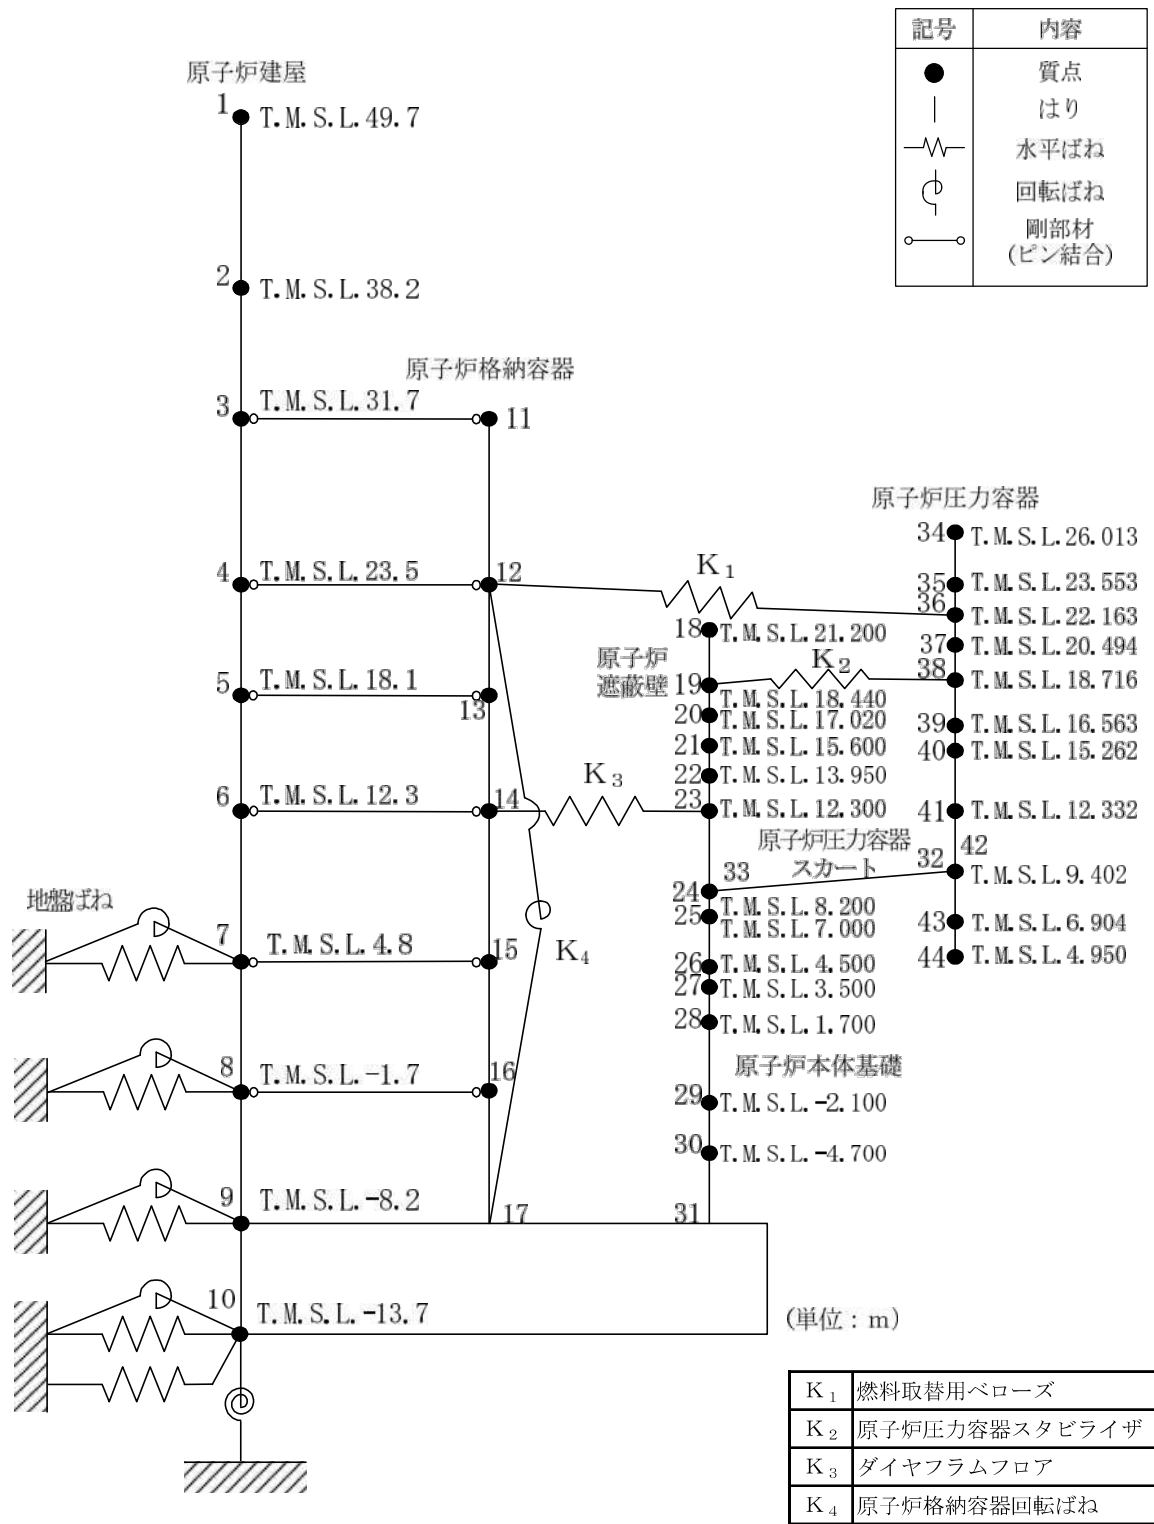 記号 内容
質点
はり
水平ばね
回転ばね
剛部材
(ピン結合)
原子炉建屋
1 T.M.S.L.49.7
2 T.M.S.L.38.2
原子炉格納容器
3 T.M.S.L.31.7 11
原子炉圧力容器
34 T.M.S.L.26.013
4 T.M.S.L.23.5 12 K1 35 T.M.S.L.23.553
36 T.M.S.L.22.163
18 T.M.S.L.21.200 37 T.M.S.L.20.494
原子炉
遮蔽壁
5 T.M.S.L.18.1 13 19 K2 38 T.M.S.L.18.716
T.M.S.L.18.440
20 T.M.S.L.17.020 39 T.M.S.L.16.563
21 T.M.S.L.15.600 40 T.M.S.L.15.262
22 T.M.S.L.13.950
6 T.M.S.L.12.3 14 K3 23 T.M.S.L.12.300 41 T.M.S.L.12.332
原子炉圧力容器
スカート
33 32 42
T.M.S.L.9.402
24 T.M.S.L.8.200
25 T.M.S.L.7.000 43 T.M.S.L.6.904
地盤ばね
7 T.M.S.L.4.8 15 K4 26 T.M.S.L.4.500 44 T.M.S.L.4.950
27 T.M.S.L.3.500
28 T.M.S.L.1.700
原子炉本体基礎
8 T.M.S.L.-1.7 16 29 T.M.S.L.-2.100
30 T.M.S.L.-4.700
9 T.M.S.L.-8.2 17 31
10 T.M.S.L.-13.7
(単位：m)
K1 燃料取替用ベローズ
K2 原子炉圧力容器スタビライザ
K3 ダイヤフラムフロア
K4 原子炉格納容器回転ばね